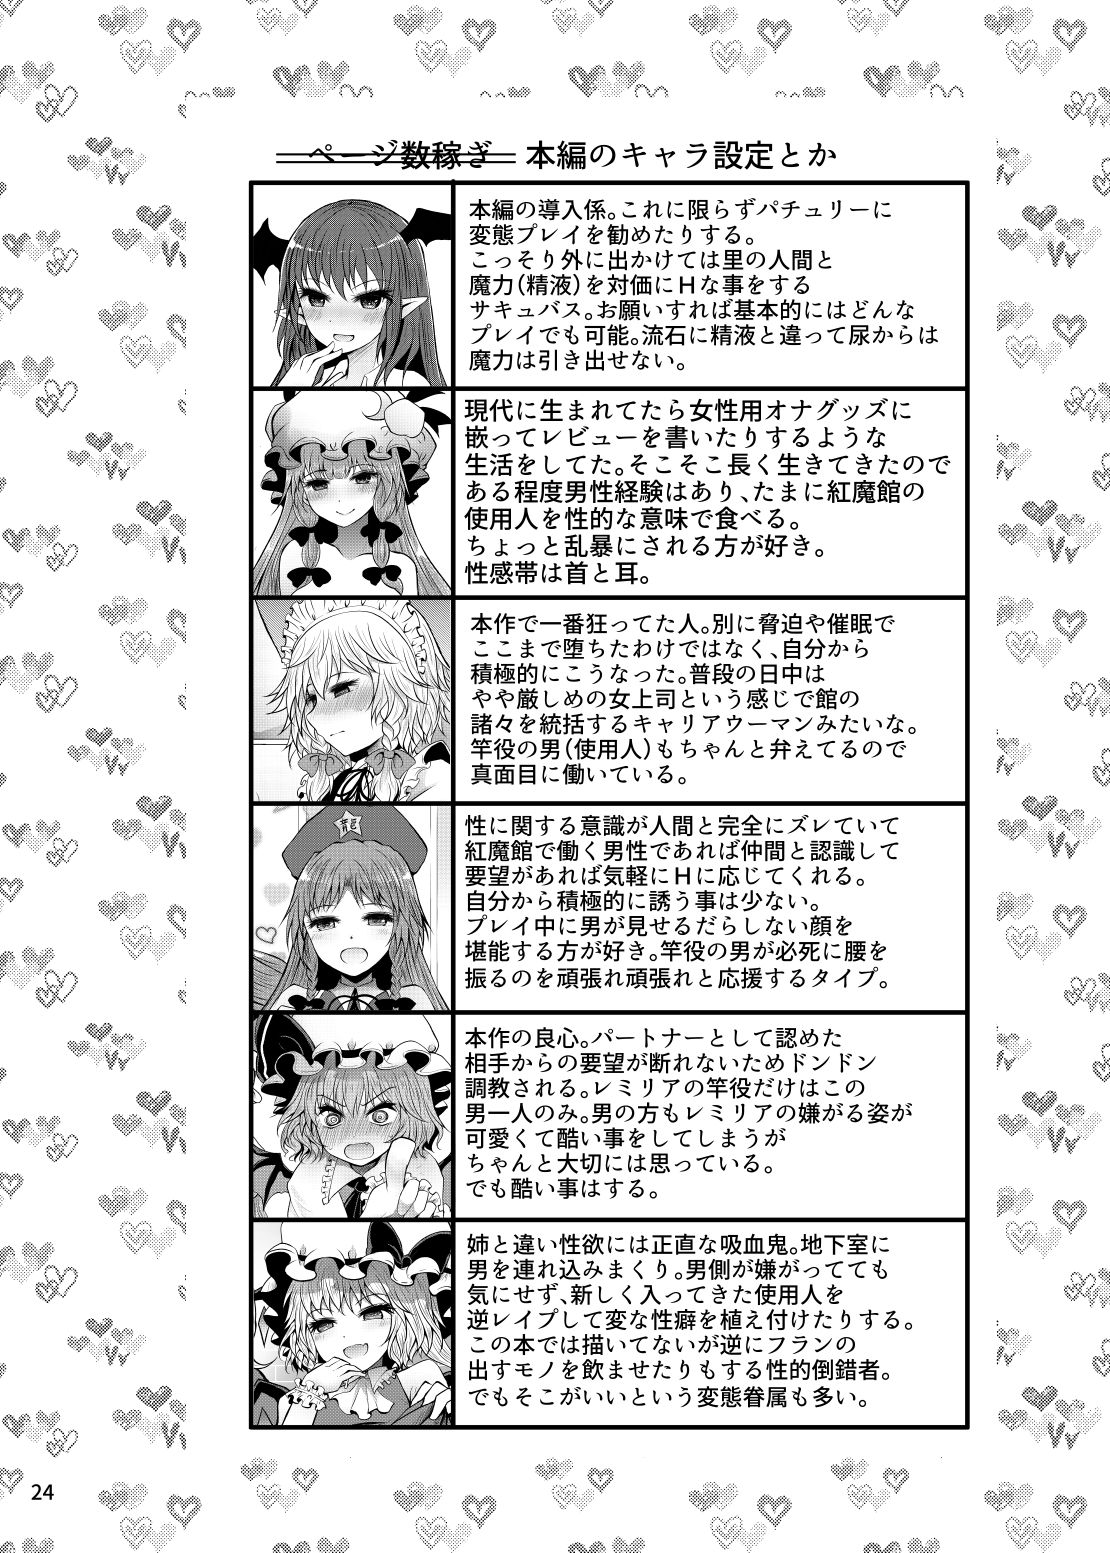 ページ数稼ぎ 本編のキャラ設定とか
本編の導入係。これに限らずパチュリーに
変態プレイを勧めたりする。
こっそり外に出かけては里の人間と
魔力(精液)を対価にHな事をする
サキュバス。お願いすれば基本的にはどんな
プレイでも可能。流石に精液と違って尿からは
魔力は引き出せない。
現代に生まれてたら女性用オナグッズに
嵌ってレビューを書いたりするような
生活をしてた。そこそこ長く生きてきたので
ある程度男性経験はあり、たまに紅魔館の
使用人を性的な意味で食べる。
ちょっと乱暴にされる方が好き。
性感帯は首と耳。
本作で一番狂ってた人。別に脅迫や催眠で
ここまで堕ちたわけではなく、自分から
積極的にこうなった。普段の日中は
やや厳しめの女上司という感じで館の
諸々を統括するキャリアウーマンみたいな。
竿役の男(使用人)もちゃんと弁えてるので
真面目に働いている。
性に関する意識が人間と完全にズレていて
紅魔館で働く男性であれば仲間と認識して
要望があれば気軽にHに応じてくれる。
自分から積極的に誘う事は少ない。
プレイ中に男が見せるだらしない顔を
堪能する方が好き。竿役の男が必死に腰を
振るのを頑張れ頑張れと応援するタイプ。
本作の良心。パートナーとして認めた
相手からの要望が断れないためドンドン
調教される。レミリアの竿役だけはこの
男一人のみ。男の方もレミリアの嫌がる姿が
可愛くて酷い事をしてしまうが
ちゃんと大切には思っている。
でも酷い事はする。
姉と違い性欲には正直な吸血鬼。地下室に
男を連れ込みまくり。男側が嫌がってても
気にせず、新しく入ってきた使用人を
逆レイプして変な性癖を植え付けたりする。
この本では描いてないが逆にフランの
出すモノを飲ませたりもする性的倒錯者。
でもそこがいいという変態眷属も多い。
24